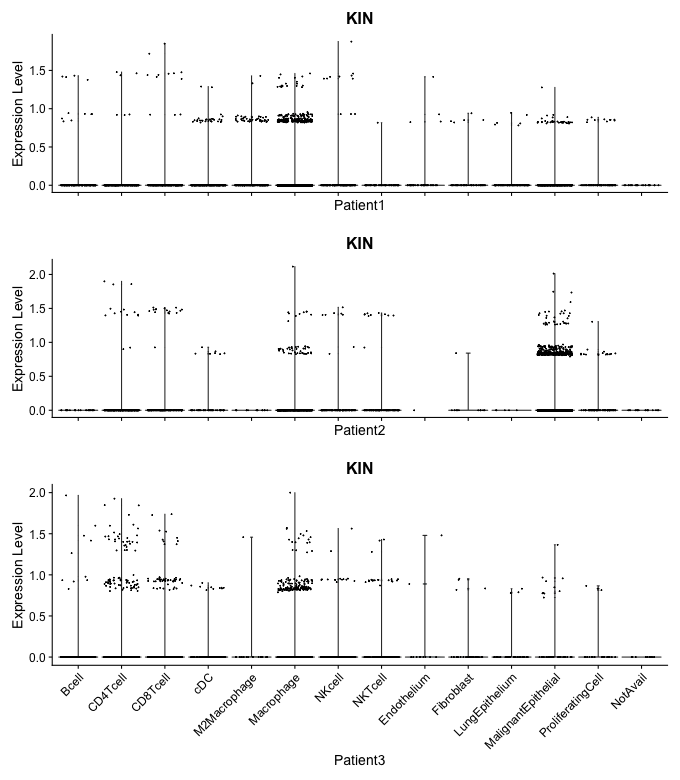 KIN
Expression Level
1.5
1.0
0.5
0.0
Patient1
KIN
Expression Level
2.0
1.5
1.0
0.5
0.0
Patient2
KIN
Expression Level
2.0
1.5
1.0
0.5
0.0
Bcell
CD4Tcell
CD8Tcell
cDC
M2Macrophage
Macrophage
NKcell
NKTcell
Endothelium
Fibroblast
LungEpithelium
MalignantEpithelial
ProliferatingCell
NotAvail
Patient3